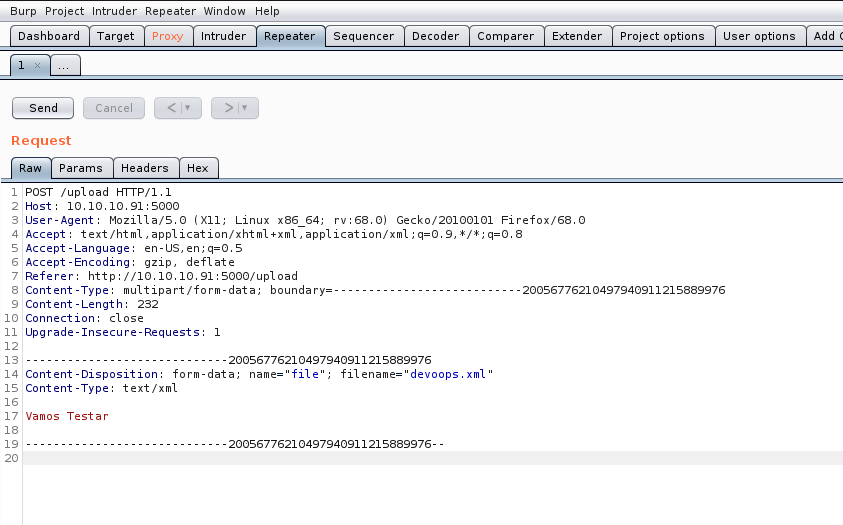 Burp Project Intruder Repeater Window Help
Dashboard Target Proxy Intruder Repeater Sequencer Decoder Comparer Extender Project options User options Add
1 × ...
Send Cancel < ▼ > ▼
Request
Raw Params Headers Hex
1 POST /upload HTTP/1.1
2 Host: 10.10.10.91:5000
3 User-Agent: Mozilla/5.0 (X11; Linux x86_64; rv:68.0) Gecko/20100101 Firefox/68.0
4 Accept: text/html,application/xhtml+xml,application/xml;q=0.9,*/*;q=0.8
5 Accept-Language: en-US,en;q=0.5
6 Accept-Encoding: gzip, deflate
7 Referer: http://10.10.10.91:5000/upload
8 Content-Type: multipart/form-data; boundary=---------------------------20056776210497940911215889976
9 Content-Length: 232
10 Connection: close
11 Upgrade-Insecure-Requests: 1
12
13 -----------------------------20056776210497940911215889976
14 Content-Disposition: form-data; name="file"; filename="devoops.xml"
15 Content-Type: text/xml
16
17 Vamos Testar
18
19 -----------------------------20056776210497940911215889976--
20